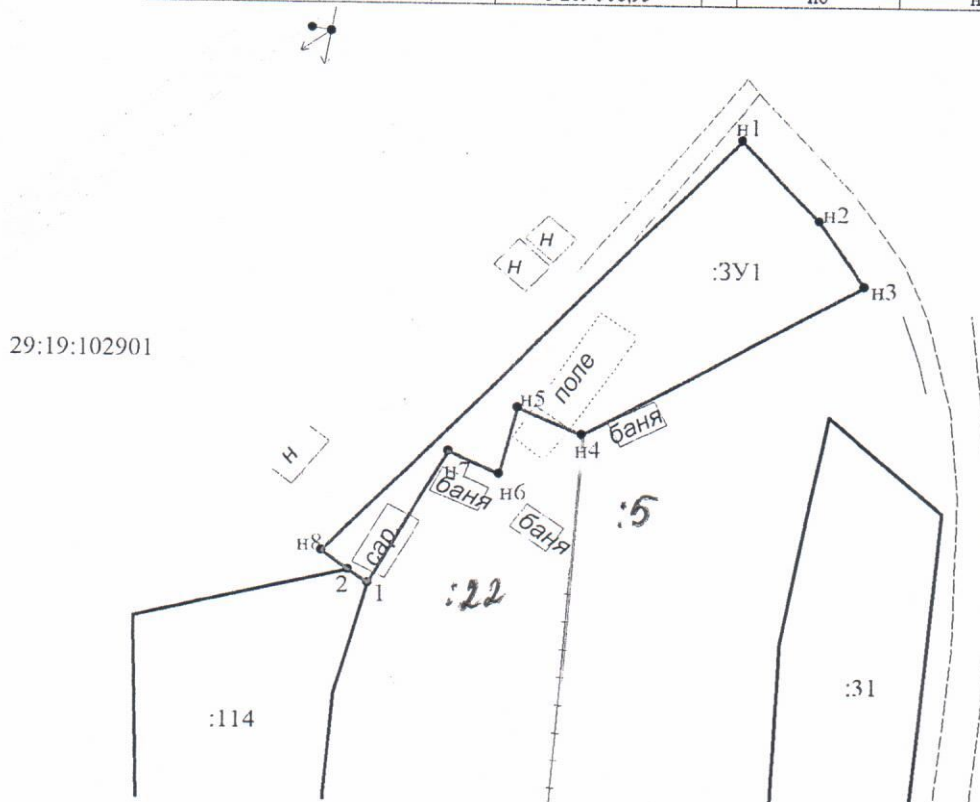 н1
н2
н
н
:ЗУ1
н3
29:19:102901
поле
н5
баня
н4
н
н7
н6
баня
:5
баня
сар.
н8
2
1
:22
:31
:114